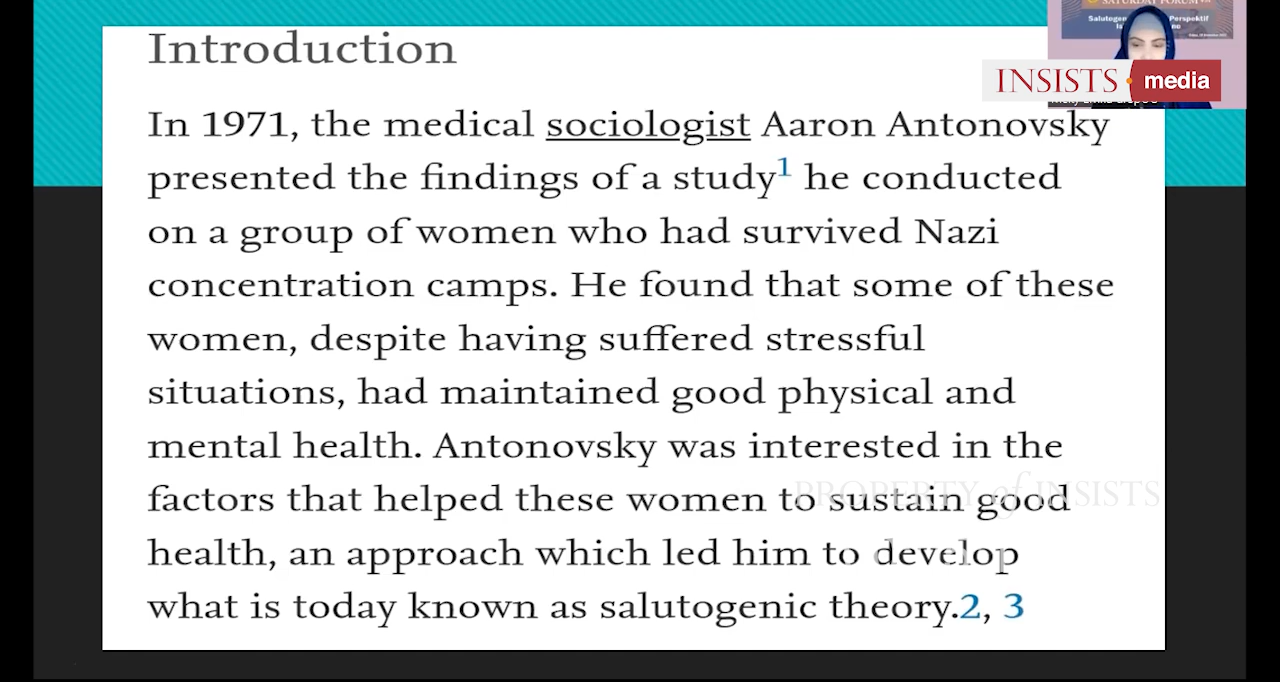 SATURDAY FORUM
Perspektif
INSISTS media
Introduction
In 1971, the medical sociologist Aaron Antonovsky
presented the findings of a study1 he conducted
on a group of women who had survived Nazi
concentration camps. He found that some of these
women, despite having suffered stressful
situations, had maintained good physical and
mental health. Antonovsky was interested in the
factors that helped these women to sustain good
PROPERTY of INSISTS
health, an approach which led him to develop
what is today known as salutogenic theory.2, 3